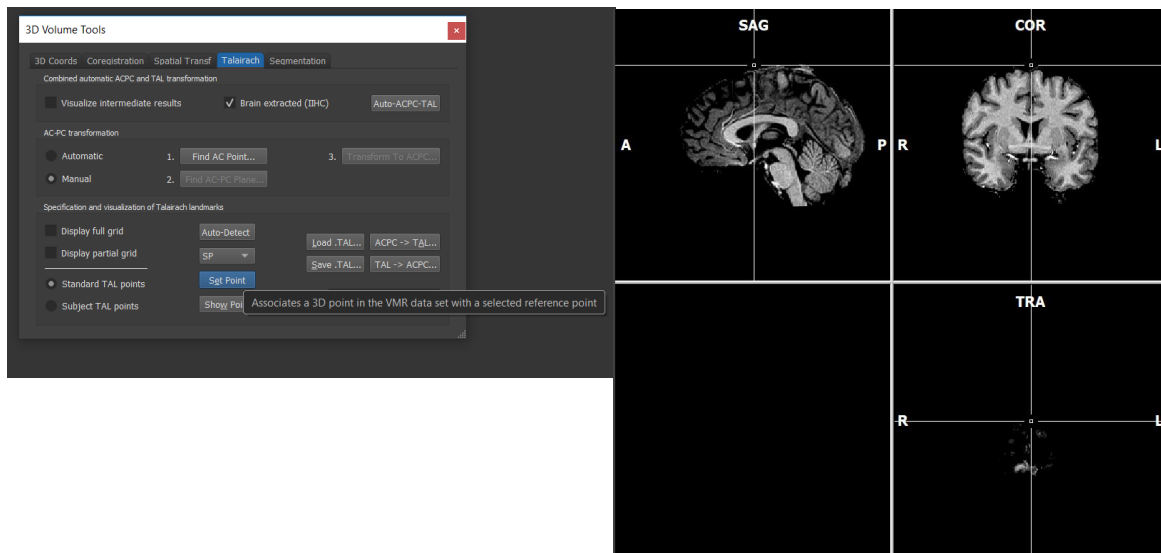 3D Volume Tools
×
3D Coords Coregistration Spatial Transf Talairach Segmentation
Combined automatic ACPC and TAL transformation
Visualize intermediate results Brain extracted (IIHC) Auto-ACPC-TAL
AC-PC transformation
Automatic 1. Find AC Point... 3. Transform To ACPC...
Manual 2. Find AC-PC Plane...
Specification and visualization of Talairach landmarks
Display full grid Auto-Detect
Load .TAL... ACPC -> TAL...
Display partial grid SP
Save .TAL... TAL -> ACPC...
Standard TAL points Set Point
Subject TAL points Show Poi
Associates a 3D point in the VMR data set with a selected reference point
SAG
A P
COR
R L
TRA
R L